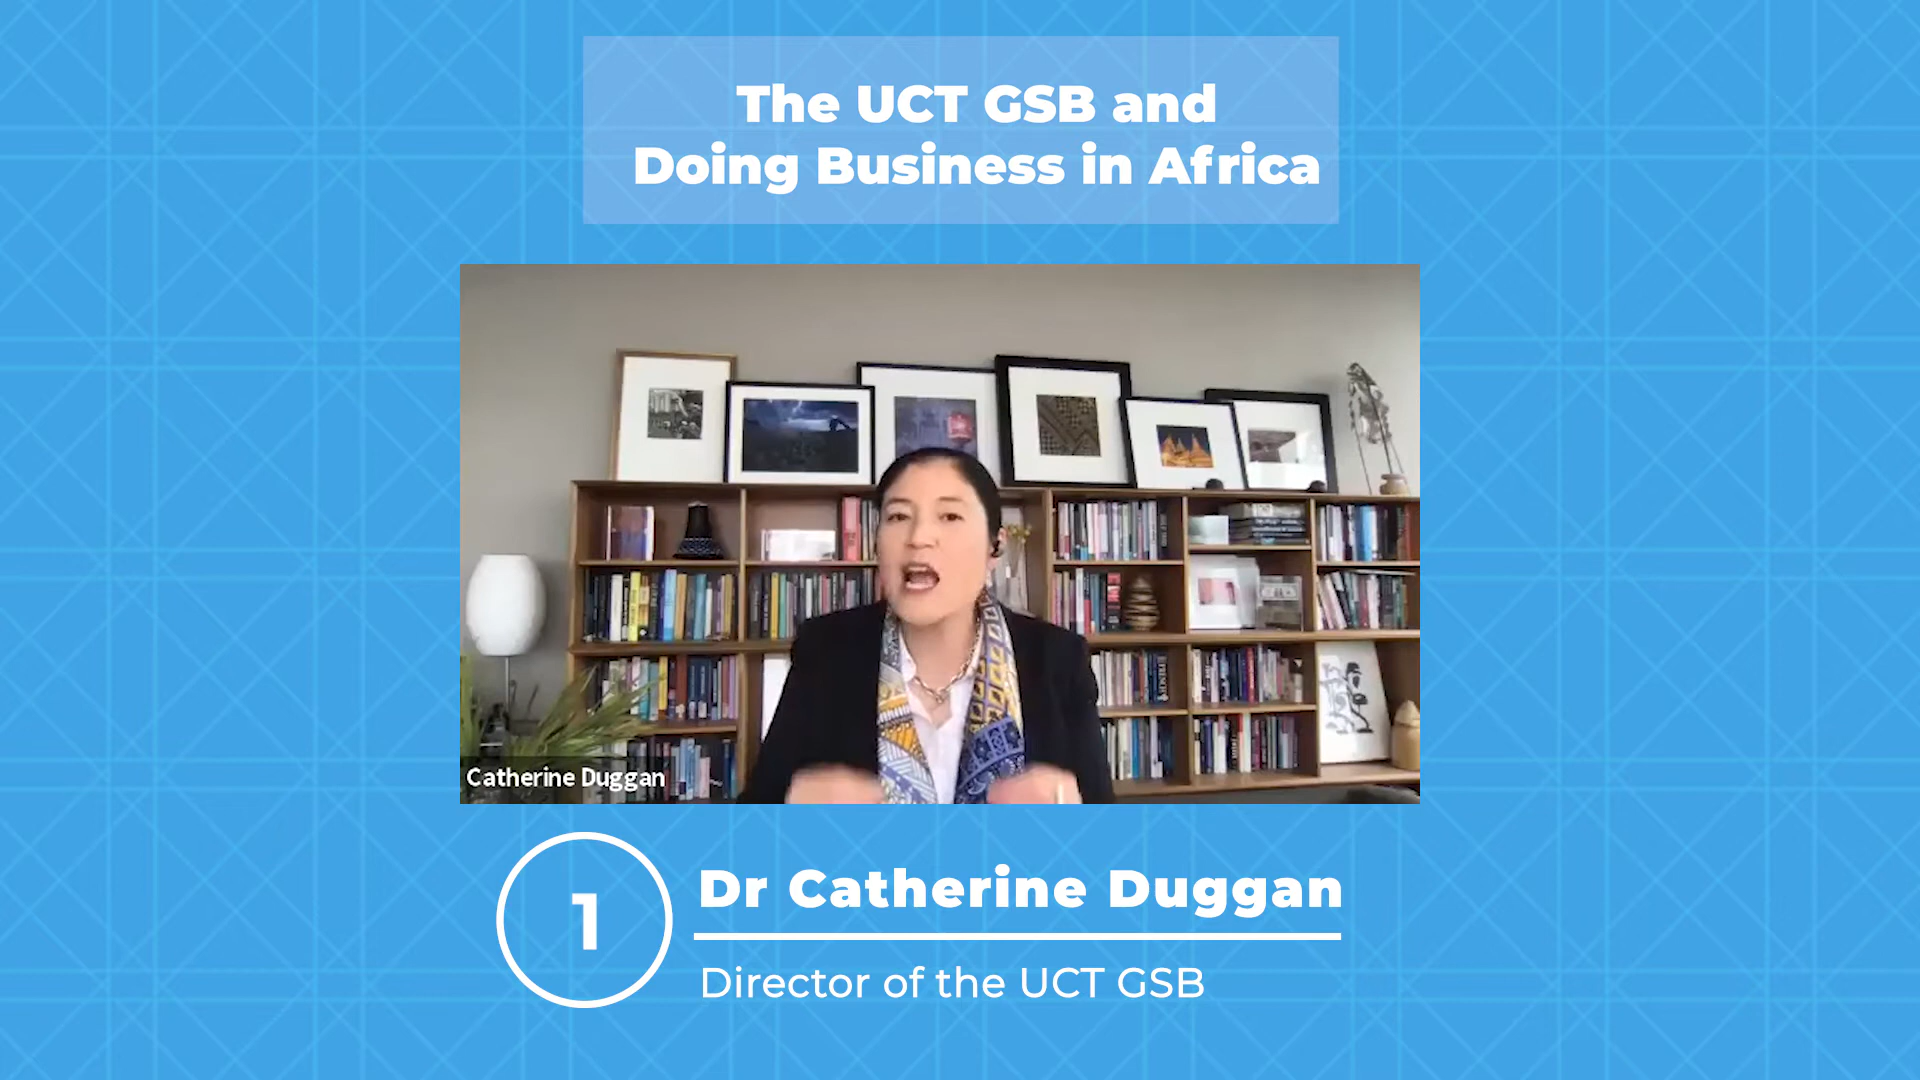 The UCT GSB and
Doing Business in Africa
Catherine Duggan
1
Dr Catherine Duggan
Director of the UCT GSB